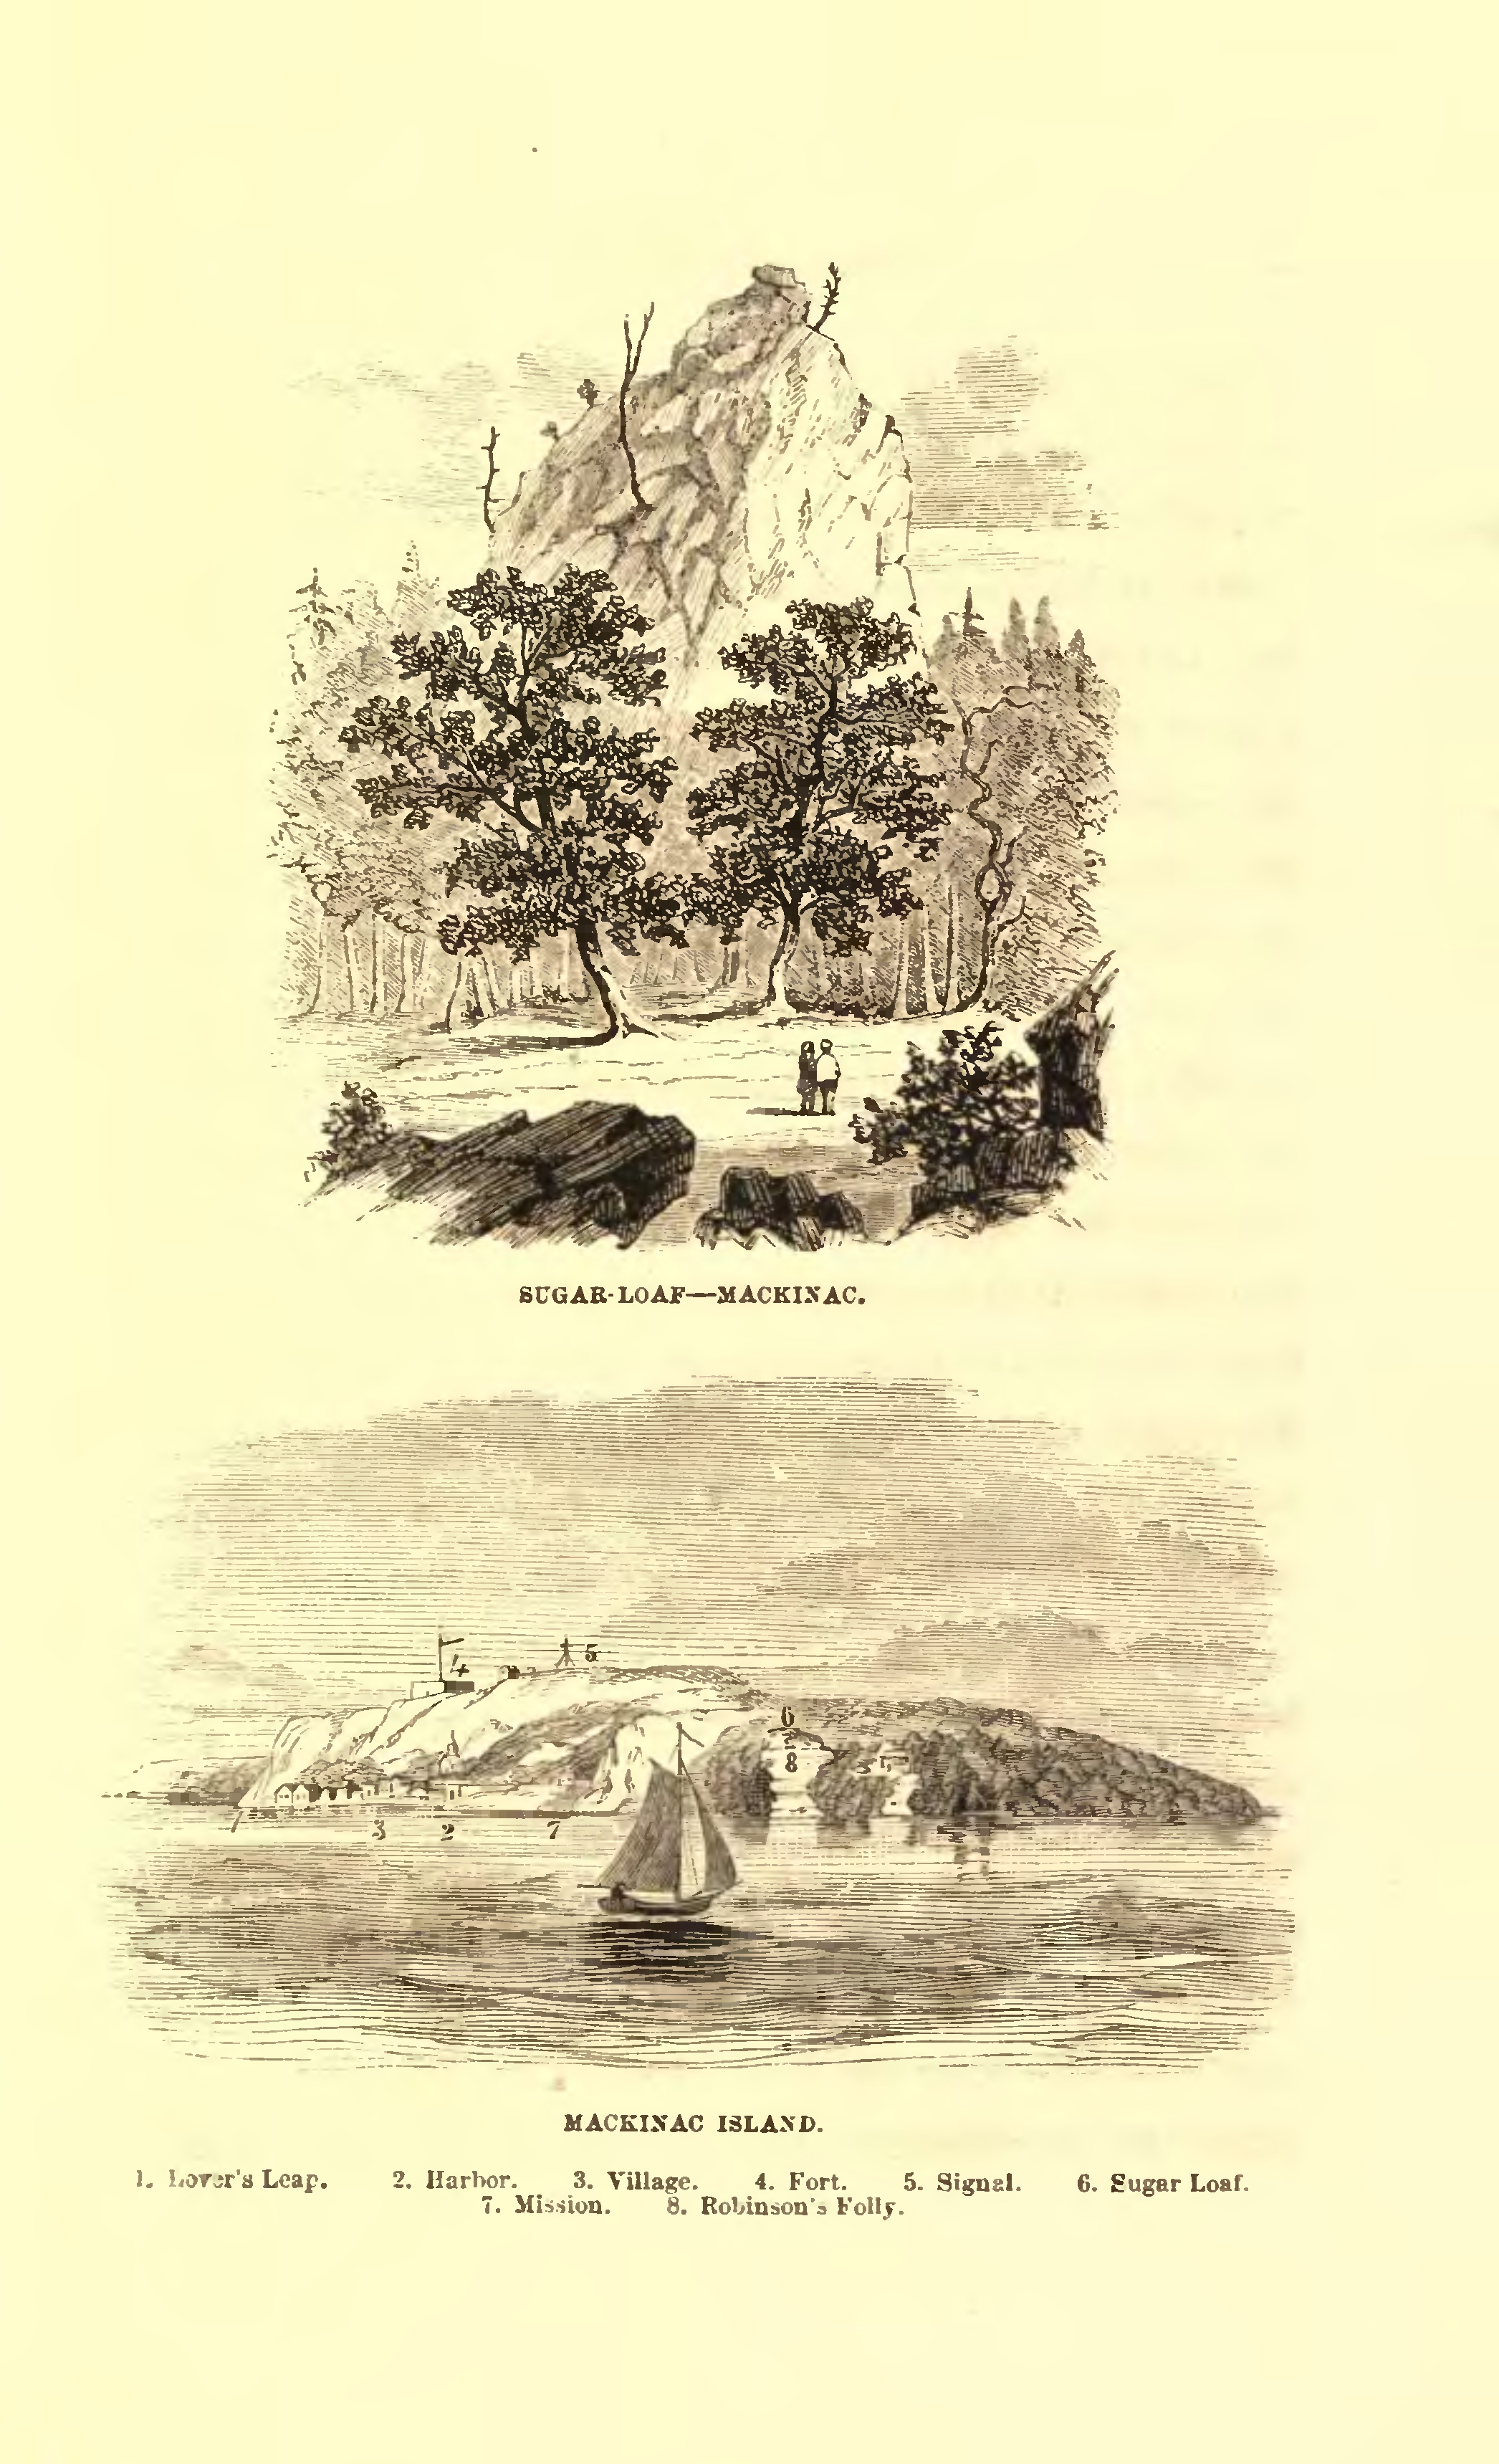 SUGAR-LOAF—MACKINAC.
4
5
6
8
1
3
2
7
MACKINAC ISLAND.
1. Lover's Leap. 2. Harbor. 3. Village. 4. Fort. 5. Signal. 6. Sugar Loaf.
7. Mission. 8. Robinson's Folly.